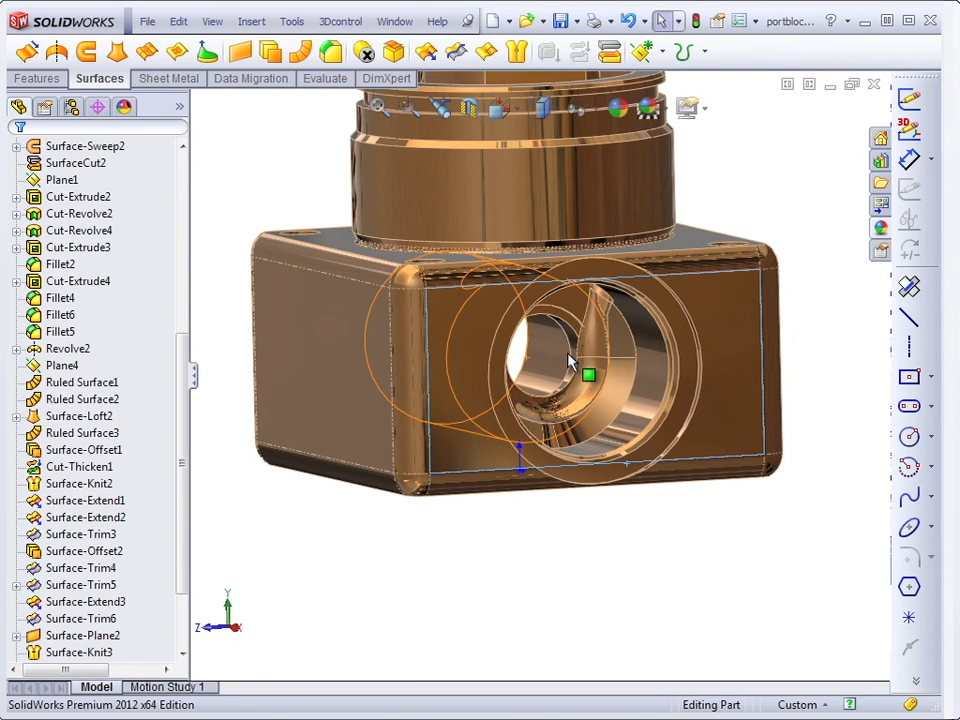 SOLIDWORKS File Edit View Insert Tools 3Dcontrol Window Help portbloc... ?
Features Surfaces Sheet Metal Data Migration Evaluate DimXpert
»
3D
Surface-Sweep2
SurfaceCut2
Plane1
Cut-Extrude2
Cut-Revolve2
Cut-Revolve4
Cut-Extrude3
Fillet2
Cut-Extrude4
Fillet4
Fillet6
Fillet5
Revolve2
Plane4
Ruled Surface1
Ruled Surface2
Surface-Loft2
Ruled Surface3
Surface-Offset1
Cut-Thicken1
Surface-Knit2
Surface-Extend1
Surface-Extend2
Surface-Trim3
Surface-Offset2
Surface-Trim4
Surface-Trim5
Surface-Extend3
Surface-Trim6
Surface-Plane2
Surface-Knit3
Y
Z X
Model Motion Study 1
SolidWorks Premium 2012 x64 Edition Editing Part Custom ?